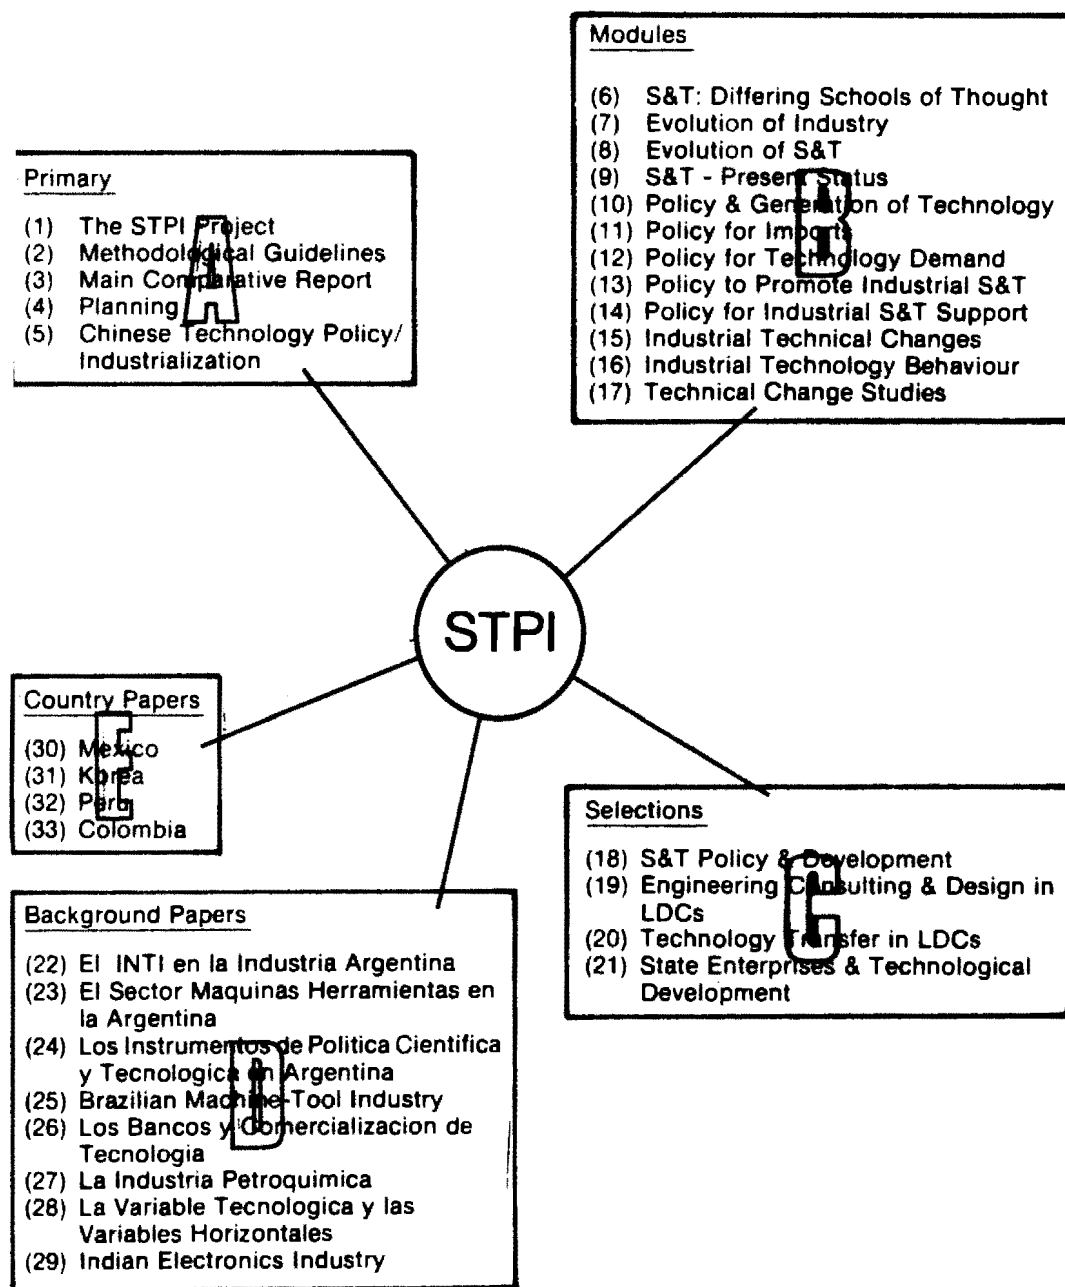 Primary
(1) The STPI Project
(2) Methodological Guidelines
(3) Main Comparative Report
(4) Planning
(5) Chinese Technology Policy/
Industrialization
A
Modules
(6) S&T: Differing Schools of Thought
(7) Evolution of Industry
(8) Evolution of S&T
(9) S&T - Present Status
(10) Policy & Generation of Technology
(11) Policy for Imports
(12) Policy for Technology Demand
(13) Policy to Promote Industrial S&T
(14) Policy for Industrial S&T Support
(15) Industrial Technical Changes
(16) Industrial Technology Behaviour
(17) Technical Change Studies
B
STPI
Country Papers
(30) Mexico
(31) Korea
(32) Peru
(33) Colombia
E
Selections
(18) S&T Policy & Development
(19) Engineering Consulting & Design in
LDCs
(20) Technology Transfer in LDCs
(21) State Enterprises & Technological
Development
C
Background Papers
(22) El INTI en la Industria Argentina
(23) El Sector Maquinas Herramientas en
la Argentina
(24) Los Instrumentos de Politica Cientifica
y Tecnologica en Argentina
(25) Brazilian Machine-Tool Industry
(26) Los Bancos y Comercializacion de
Tecnologia
(27) La Industria Petroquimica
(28) La Variable Tecnologica y las
Variables Horizontales
(29) Indian Electronics Industry
D